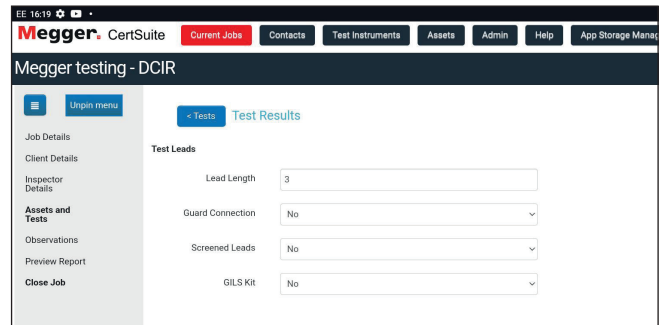 EE 16:19
Megger. CertSuite Current Jobs Contacts Test Instruments Assets Admin Help App Storage
Megger testing - DCIR
Unpin menu
< Tests Test Results
Job Details
Test Leads
Client Details
Lead Length 3
Inspector
Details
Assets and
Tests
Guard Connection No
Observations
Screened Leads No
Preview Report
Close Job
GILS Kit No